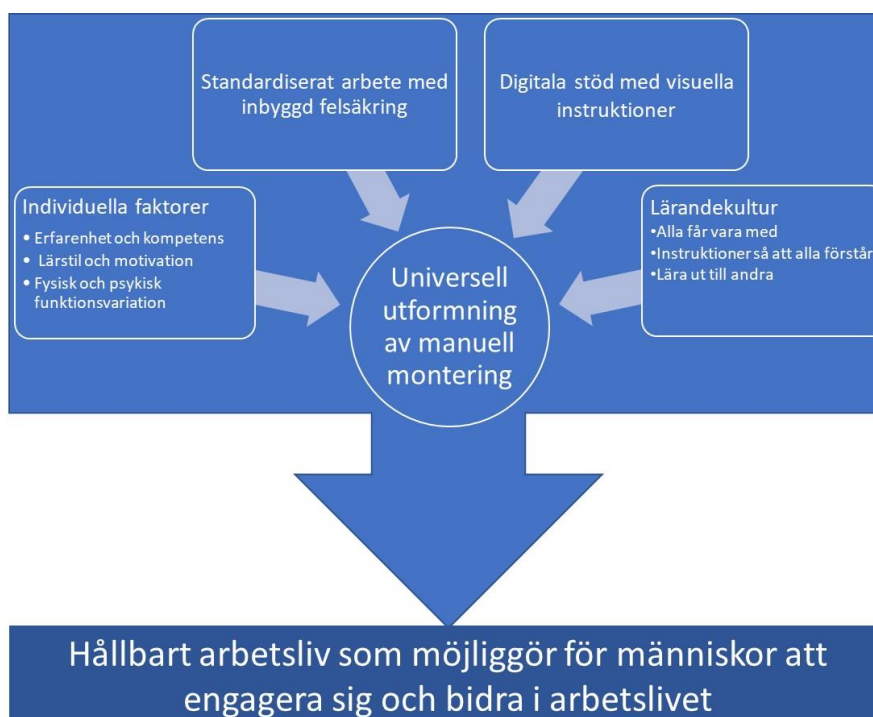 Standardiserat arbete med
inbyggd felsäkring
Digitala stöd med visuella
instruktioner
Individuella faktorer
• Erfarenhet och kompetens
• Lärstil och motivation
• Fysisk och psykisk
funktionsvariation
Lärandekultur
•Alla får vara med
•Instruktioner så att alla förstår
•Lära ut till andra
Universell
utformning
av manuell
montering
Hållbart arbetsliv som möjliggör för människor att
engagera sig och bidra i arbetslivet